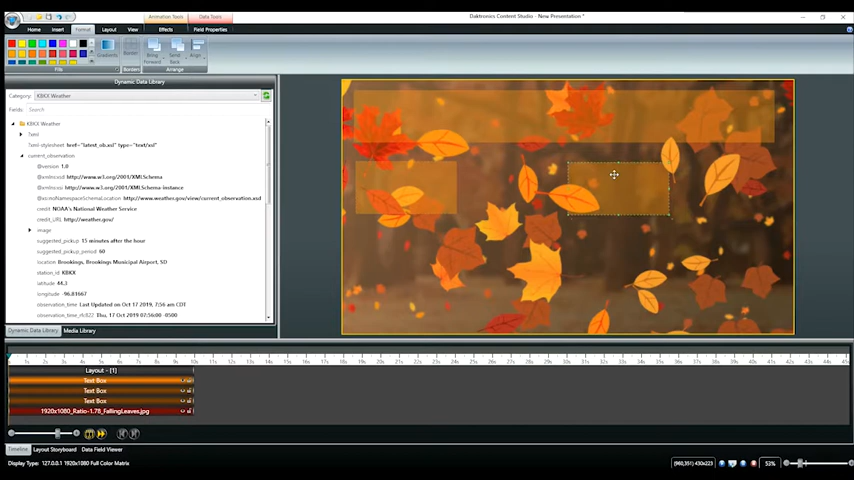 Daktronics Content Studio - New Presentation *
Animation Tools Data Tools
Home Insert Format Layout View Effects Field Properties
Gradients Border Bring Forward Send Back Align
Fills Borders Arrange
Dynamic Data Library
Category: KBKX Weather
Fields: Search
KBKX Weather
?xml
?xml-stylesheet href="latest_ob.xsl" type="text/xsl"
current_observation
@version 1.0
@xmlns:xsd http://www.w3.org/2001/XMLSchema
@xmlns:xsi http://www.w3.org/2001/XMLSchema-instance
@xsi:noNamespaceSchemaLocation http://www.weather.gov/view/current_observation.xsd
credit NOAA's National Weather Service
credit_URL http://weather.gov/
image
suggested_pickup 15 minutes after the hour
suggested_pickup_period 60
location Brookings, Brookings Municipal Airport, SD
station_id KBKX
latitude 44.3
longitude -96.81667
observation_time Last Updated on Oct 17 2019, 7:56 am CDT
observation_time_rfc822 Thu, 17 Oct 2019 07:56:00 -0500
Dynamic Data Library Media Library
Layout - [1]
Text Box
Text Box
Text Box
1920x1080_Ratio-1.78_FallingLeaves.jpg
Timeline Layout Storyboard Data Field Viewer
Display Type: 127.0.0.1 1920x1080 Full Color Matrix
(960,351) 430x223
53%